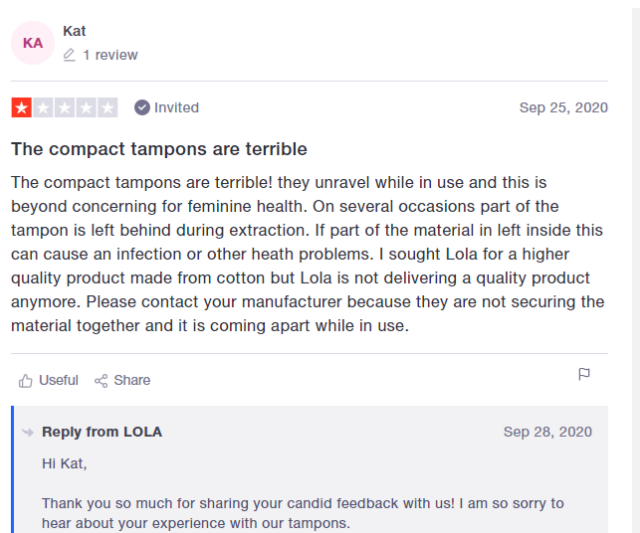 KA
Kat
1 review
Invited
Sep 25, 2020
The compact tampons are terrible
The compact tampons are terrible! they unravel while in use and this is
beyond concerning for feminine health. On several occasions part of the
tampon is left behind during extraction. If part of the material in left inside this
can cause an infection or other heath problems. I sought Lola for a higher
quality product made from cotton but Lola is not delivering a quality product
anymore. Please contact your manufacturer because they are not securing the
material together and it is coming apart while in use.
Useful
Share
Reply from LOLA
Sep 28, 2020
Hi Kat,
Thank you so much for sharing your candid feedback with us! I am so sorry to
hear about your experience with our tampons.